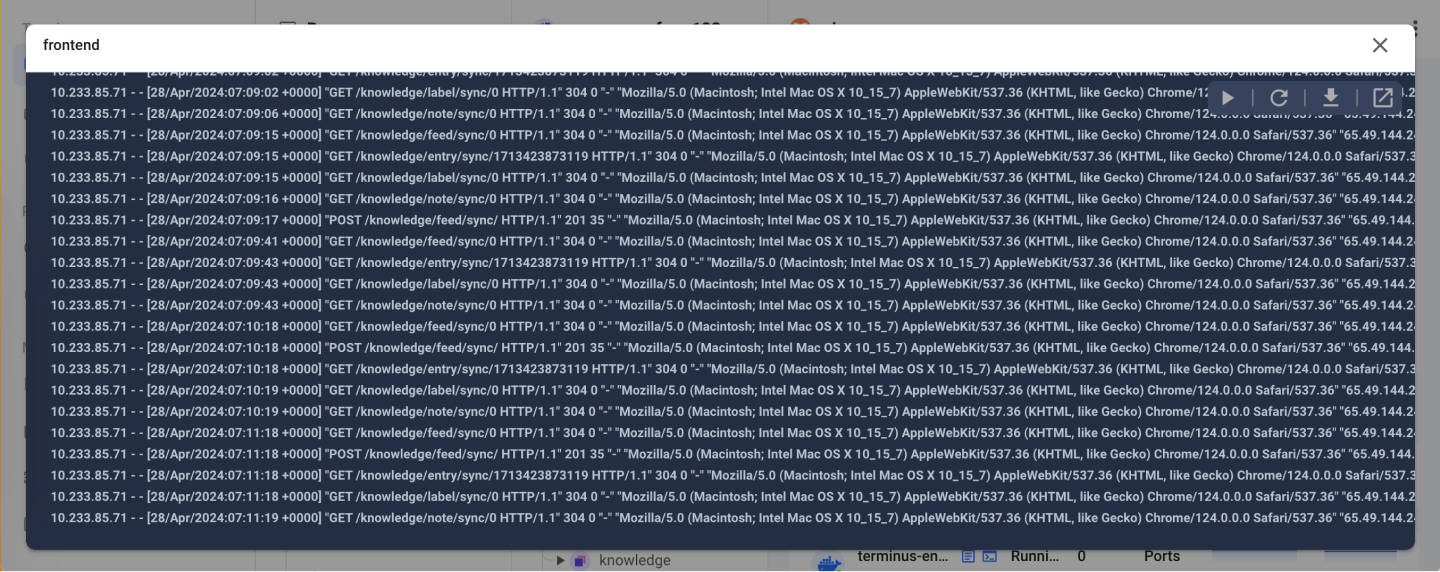 frontend
10.233.85.71 - - [28/Apr/2024:07:09:02 +0000] "GET /knowledge/entry/sync/1713423873119 HTTP/1.1" 304 0 "-" "Mozilla/5.0 (Macintosh; Intel Mac OS X 10_15_7) AppleWebKit/537.36 (KHTML, like Gecko) Chrome/124.0.0.0 Safari/537.3
10.233.85.71 - - [28/Apr/2024:07:09:02 +0000] "GET /knowledge/label/sync/0 HTTP/1.1" 304 0 "-" "Mozilla/5.0 (Macintosh; Intel Mac OS X 10_15_7) AppleWebKit/537.36 (KHTML, like Gecko) Chrome/12
10.233.85.71 - - [28/Apr/2024:07:09:06 +0000] "GET /knowledge/note/sync/0 HTTP/1.1" 304 0 "-" "Mozilla/5.0 (Macintosh; Intel Mac OS X 10_15_7) AppleWebKit/537.36 (KHTML, like Gecko) Chrome/124.0.0.0 Safari/537.36" "65.49.144.2
10.233.85.71 - - [28/Apr/2024:07:09:15 +0000] "GET /knowledge/feed/sync/0 HTTP/1.1" 304 0 "-" "Mozilla/5.0 (Macintosh; Intel Mac OS X 10_15_7) AppleWebKit/537.36 (KHTML, like Gecko) Chrome/124.0.0.0 Safari/537.36" "65.49.144.2
10.233.85.71 - - [28/Apr/2024:07:09:15 +0000] "GET /knowledge/entry/sync/1713423873119 HTTP/1.1" 304 0 "-" "Mozilla/5.0 (Macintosh; Intel Mac OS X 10_15_7) AppleWebKit/537.36 (KHTML, like Gecko) Chrome/124.0.0.0 Safari/537.3
10.233.85.71 - - [28/Apr/2024:07:09:15 +0000] "GET /knowledge/label/sync/0 HTTP/1.1" 304 0 "-" "Mozilla/5.0 (Macintosh; Intel Mac OS X 10_15_7) AppleWebKit/537.36 (KHTML, like Gecko) Chrome/124.0.0.0 Safari/537.36" "65.49.144.2
10.233.85.71 - - [28/Apr/2024:07:09:16 +0000] "GET /knowledge/note/sync/0 HTTP/1.1" 304 0 "-" "Mozilla/5.0 (Macintosh; Intel Mac OS X 10_15_7) AppleWebKit/537.36 (KHTML, like Gecko) Chrome/124.0.0.0 Safari/537.36" "65.49.144.2
10.233.85.71 - - [28/Apr/2024:07:09:17 +0000] "POST /knowledge/feed/sync/ HTTP/1.1" 201 35 "-" "Mozilla/5.0 (Macintosh; Intel Mac OS X 10_15_7) AppleWebKit/537.36 (KHTML, like Gecko) Chrome/124.0.0.0 Safari/537.36" "65.49.144.
10.233.85.71 - - [28/Apr/2024:07:09:41 +0000] "GET /knowledge/feed/sync/0 HTTP/1.1" 304 0 "-" "Mozilla/5.0 (Macintosh; Intel Mac OS X 10_15_7) AppleWebKit/537.36 (KHTML, like Gecko) Chrome/124.0.0.0 Safari/537.36" "65.49.144.2
10.233.85.71 - - [28/Apr/2024:07:09:43 +0000] "GET /knowledge/entry/sync/1713423873119 HTTP/1.1" 304 0 "-" "Mozilla/5.0 (Macintosh; Intel Mac OS X 10_15_7) AppleWebKit/537.36 (KHTML, like Gecko) Chrome/124.0.0.0 Safari/537.3
10.233.85.71 - - [28/Apr/2024:07:09:43 +0000] "GET /knowledge/label/sync/0 HTTP/1.1" 304 0 "-" "Mozilla/5.0 (Macintosh; Intel Mac OS X 10_15_7) AppleWebKit/537.36 (KHTML, like Gecko) Chrome/124.0.0.0 Safari/537.36" "65.49.144.2
10.233.85.71 - - [28/Apr/2024:07:09:43 +0000] "GET /knowledge/note/sync/0 HTTP/1.1" 304 0 "-" "Mozilla/5.0 (Macintosh; Intel Mac OS X 10_15_7) AppleWebKit/537.36 (KHTML, like Gecko) Chrome/124.0.0.0 Safari/537.36" "65.49.144.2
10.233.85.71 - - [28/Apr/2024:07:10:18 +0000] "GET /knowledge/feed/sync/0 HTTP/1.1" 304 0 "-" "Mozilla/5.0 (Macintosh; Intel Mac OS X 10_15_7) AppleWebKit/537.36 (KHTML, like Gecko) Chrome/124.0.0.0 Safari/537.36" "65.49.144.2
10.233.85.71 - - [28/Apr/2024:07:10:18 +0000] "POST /knowledge/feed/sync/ HTTP/1.1" 201 35 "-" "Mozilla/5.0 (Macintosh; Intel Mac OS X 10_15_7) AppleWebKit/537.36 (KHTML, like Gecko) Chrome/124.0.0.0 Safari/537.36" "65.49.144.
10.233.85.71 - - [28/Apr/2024:07:10:18 +0000] "GET /knowledge/entry/sync/1713423873119 HTTP/1.1" 304 0 "-" "Mozilla/5.0 (Macintosh; Intel Mac OS X 10_15_7) AppleWebKit/537.36 (KHTML, like Gecko) Chrome/124.0.0.0 Safari/537.3
10.233.85.71 - - [28/Apr/2024:07:10:19 +0000] "GET /knowledge/label/sync/0 HTTP/1.1" 304 0 "-" "Mozilla/5.0 (Macintosh; Intel Mac OS X 10_15_7) AppleWebKit/537.36 (KHTML, like Gecko) Chrome/124.0.0.0 Safari/537.36" "65.49.144.2
10.233.85.71 - - [28/Apr/2024:07:10:19 +0000] "GET /knowledge/note/sync/0 HTTP/1.1" 304 0 "-" "Mozilla/5.0 (Macintosh; Intel Mac OS X 10_15_7) AppleWebKit/537.36 (KHTML, like Gecko) Chrome/124.0.0.0 Safari/537.36" "65.49.144.2
10.233.85.71 - - [28/Apr/2024:07:11:18 +0000] "GET /knowledge/feed/sync/0 HTTP/1.1" 304 0 "-" "Mozilla/5.0 (Macintosh; Intel Mac OS X 10_15_7) AppleWebKit/537.36 (KHTML, like Gecko) Chrome/124.0.0.0 Safari/537.36" "65.49.144.2
10.233.85.71 - - [28/Apr/2024:07:11:18 +0000] "POST /knowledge/feed/sync/ HTTP/1.1" 201 35 "-" "Mozilla/5.0 (Macintosh; Intel Mac OS X 10_15_7) AppleWebKit/537.36 (KHTML, like Gecko) Chrome/124.0.0.0 Safari/537.36" "65.49.144.
10.233.85.71 - - [28/Apr/2024:07:11:18 +0000] "GET /knowledge/entry/sync/1713423873119 HTTP/1.1" 304 0 "-" "Mozilla/5.0 (Macintosh; Intel Mac OS X 10_15_7) AppleWebKit/537.36 (KHTML, like Gecko) Chrome/124.0.0.0 Safari/537.3
10.233.85.71 - - [28/Apr/2024:07:11:18 +0000] "GET /knowledge/label/sync/0 HTTP/1.1" 304 0 "-" "Mozilla/5.0 (Macintosh; Intel Mac OS X 10_15_7) AppleWebKit/537.36 (KHTML, like Gecko) Chrome/124.0.0.0 Safari/537.36" "65.49.144.2
10.233.85.71 - - [28/Apr/2024:07:11:19 +0000] "GET /knowledge/note/sync/0 HTTP/1.1" 304 0 "-" "Mozilla/5.0 (Macintosh; Intel Mac OS X 10_15_7) AppleWebKit/537.36 (KHTML, like Gecko) Chrome/124.0.0.0 Safari/537.36" "65.49.144.2
knowledge
terminus-en... Runni... 0 Ports